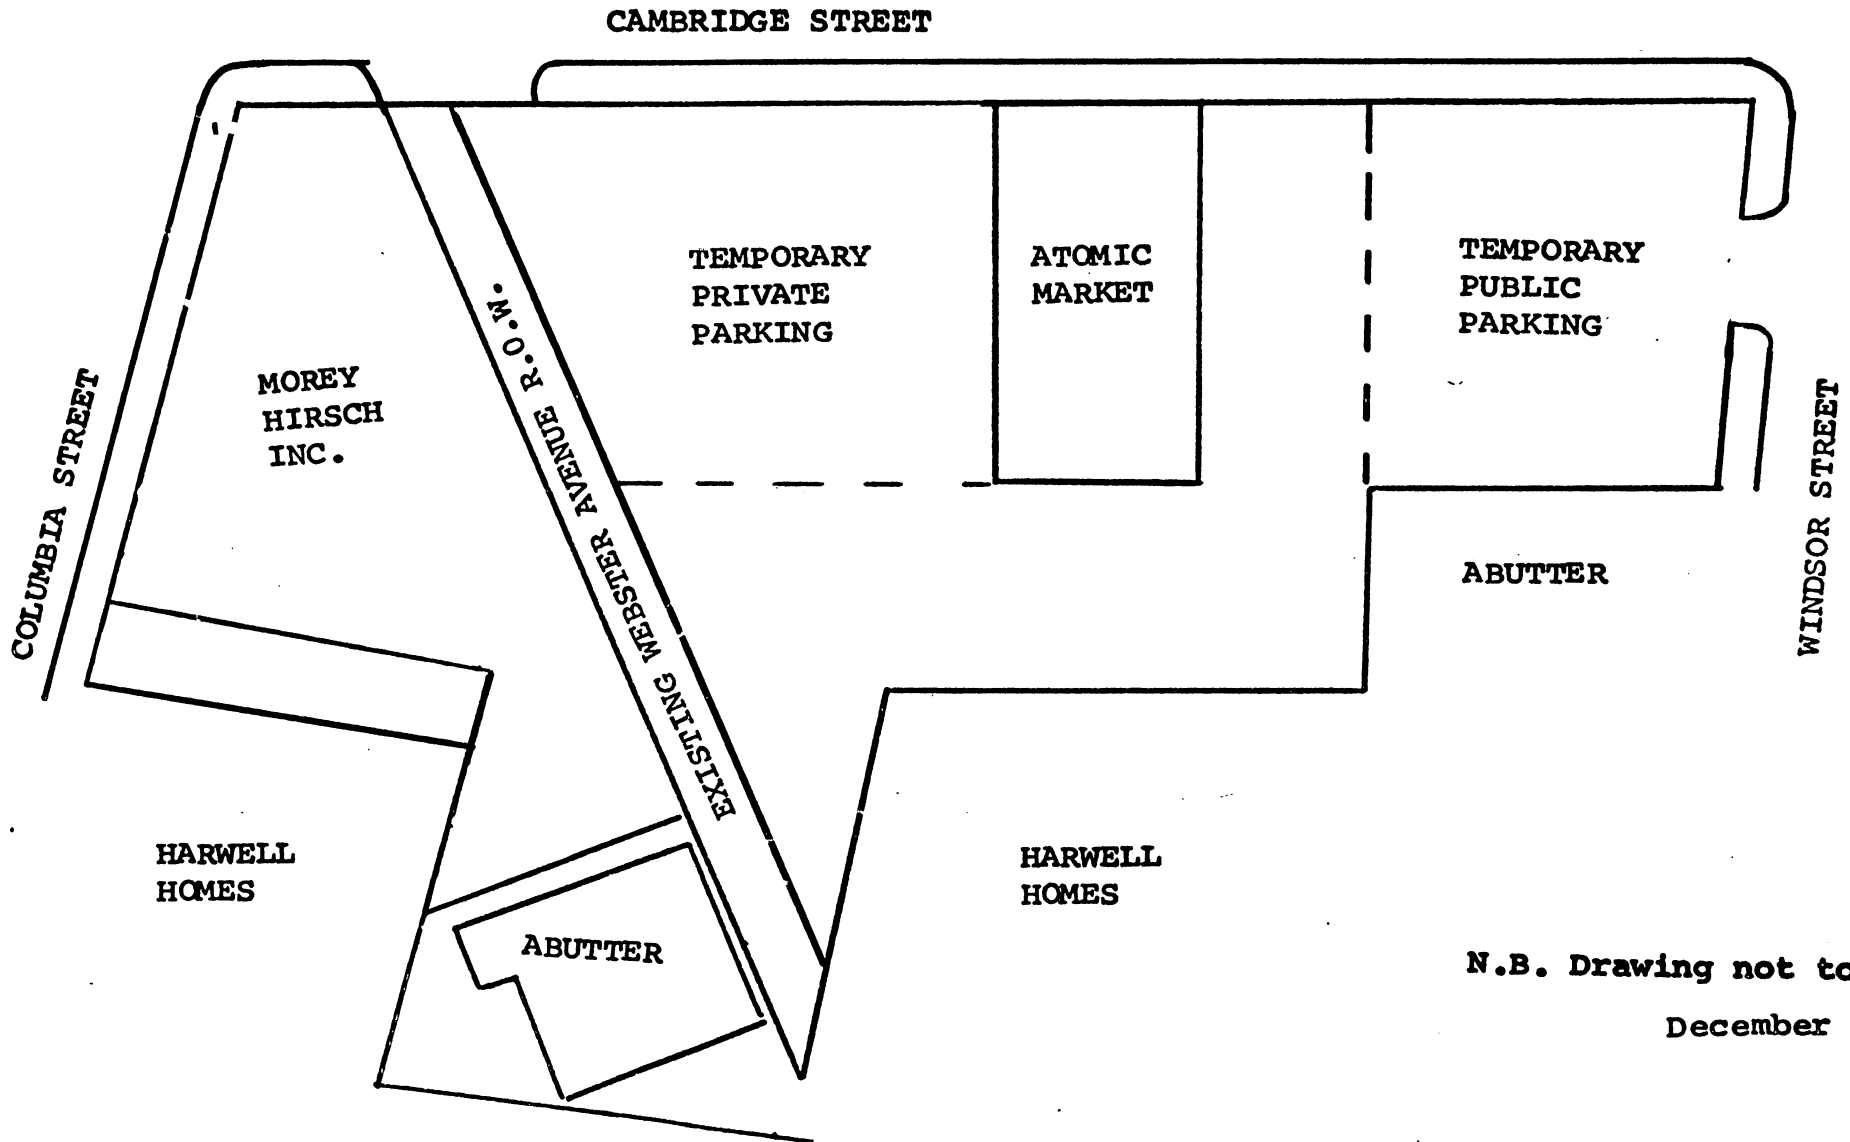 CAMBRIDGE STREET
TEMPORARY
PRIVATE
PARKING
ATOMIC
MARKET
TEMPORARY
PUBLIC
PARKING
MOREY
HIRSCH
INC.
EXISTING WEBSTER AVENUE R.O.W.
COLUMBIA STREET
WINDSOR STREET
ABUTTER
HARWELL
HOMES
HARWELL
HOMES
ABUTTER
N.B. Drawing not to
December